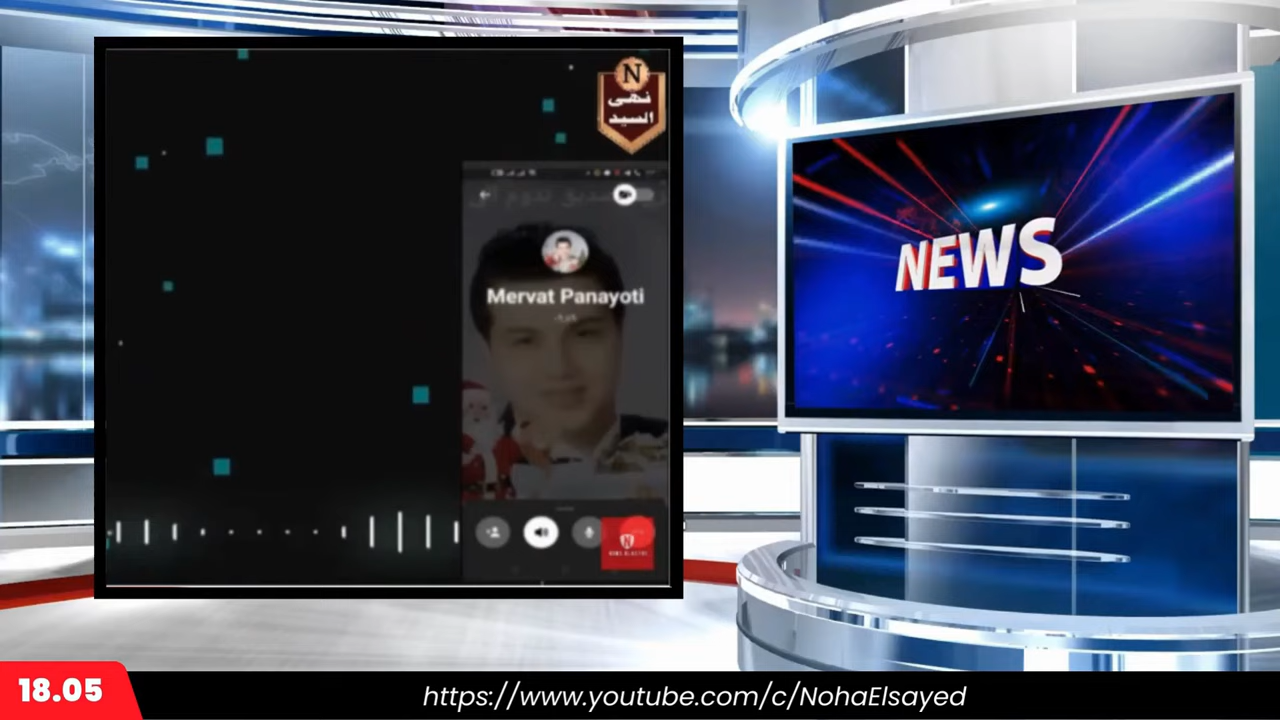 N
نهى
السيد
Mervat Panayoti
NEWS
18.05
https://www.youtube.com/c/NohaElsayed